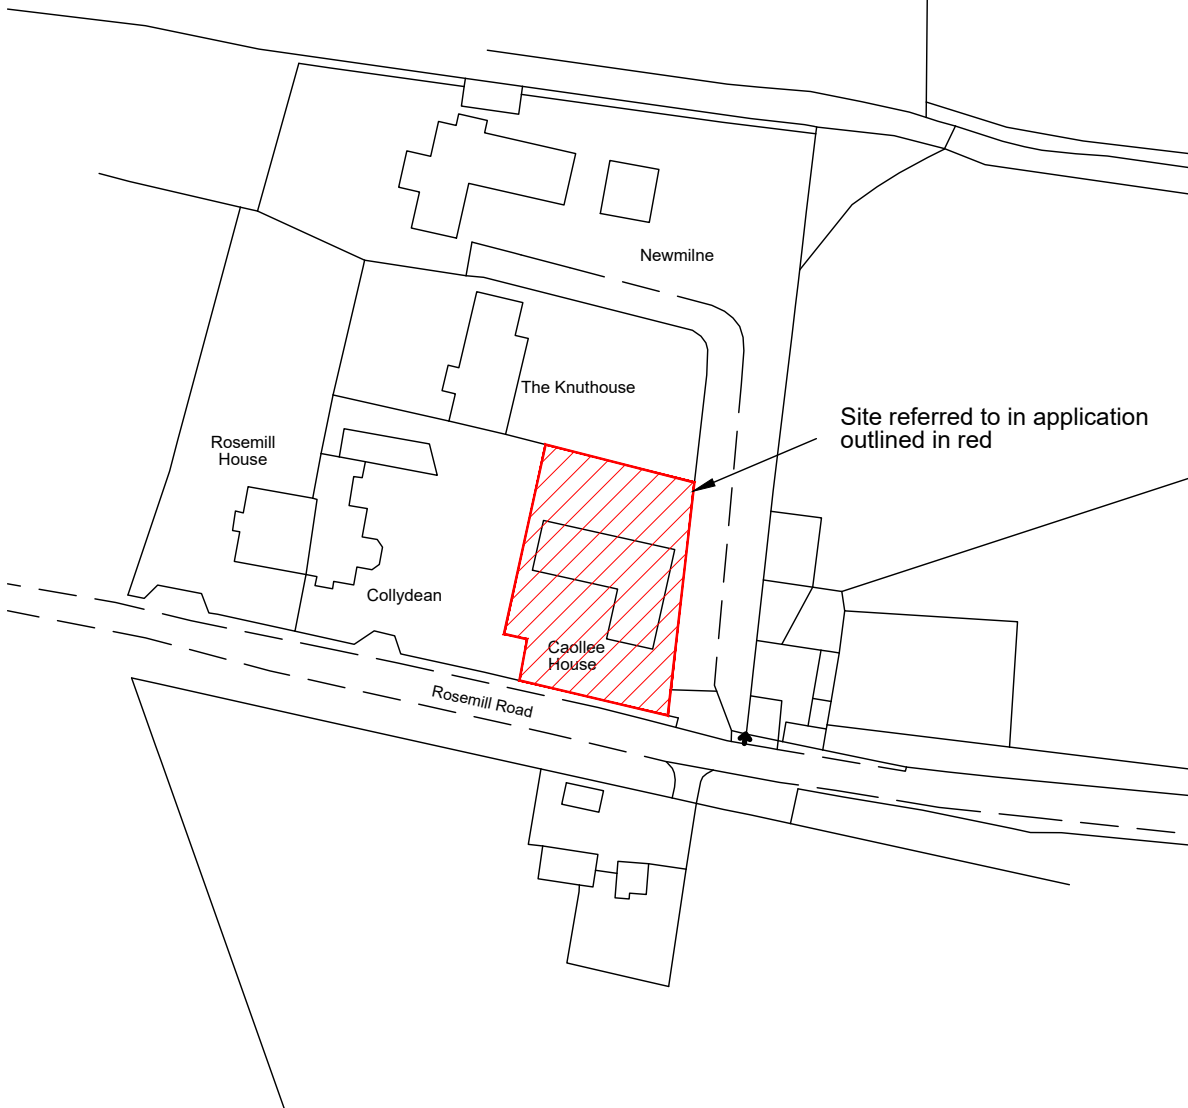 Newmilne
The Knuthouse
Site referred to in application
outlined in red
Rosemill
House
Collydean
Caollee
House
Rosemill Road